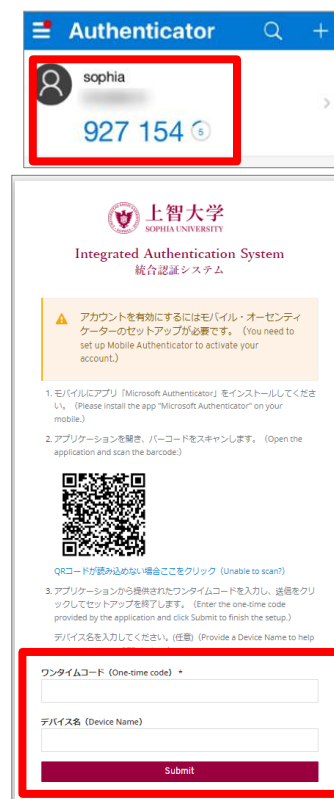 Authenticator
sophia
927 154 5
上智大学
SOPHIA UNIVERSITY
Integrated Authentication System
統合認証システム
アカウントを有効にするにはモバイル・オーセンティ
ケーターのセットアップが必要です。（You need to
set up Mobile Authenticator to activate your
account.）
1. モバイルにアプリ「Microsoft Authenticator」をインストールしてくださ
い。（Please install the app "Microsoft Authenticator" on your
mobile.）
2. アプリケーションを開き、バーコードをスキャンします。（Open the
application and scan the barcode:）
QRコードが読み込めない場合ここをクリック（Unable to scan?）
3. アプリケーションから提供されたワンタイムコードを入力し、送信をクリ
ックしてセットアップを終了します。（Enter the one-time code
provided by the application and click Submit to finish the setup.）
デバイス名を入力してください。(任意)（Provide a Device Name to help
ワンタイムコード（One-time code） *
デバイス名（Device Name）
Submit